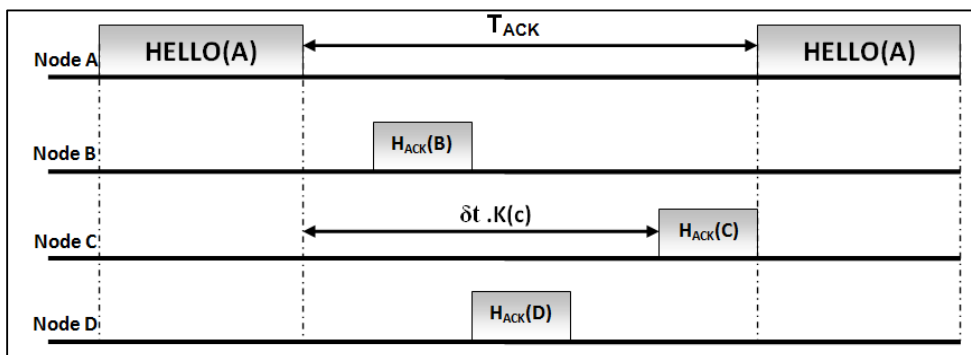 T_ACK
Node A HELLO(A) HELLO(A)
Node B H_ACK(B)
δt .K(c)
Node C H_ACK(C)
Node D H_ACK(D)